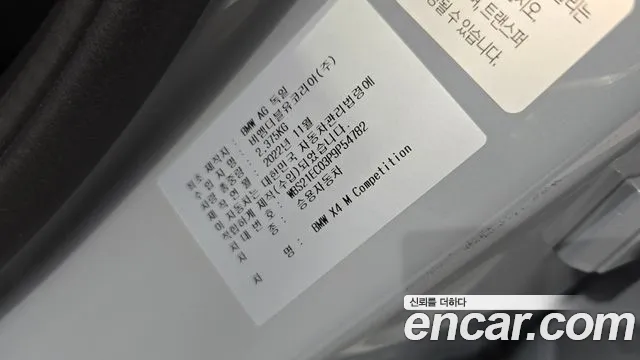 최초 제작자 : BMW AG 독일
수입자명 : 비엠더블유코리아(주)
차량 총중량 : 2,375KG
제작연월 : 2022년 11월
이 자동차는 대한민국 자동차관리법령에
적합하게 제작(수입)되었습니다.
차대번호 : WBS21EC03P9P54782
차 종 : 승용자동차
차 명 : BMW X4 M Competition
십시오.
트랜스퍼
될 수 있습니다.
신뢰를 더하다
encar.com